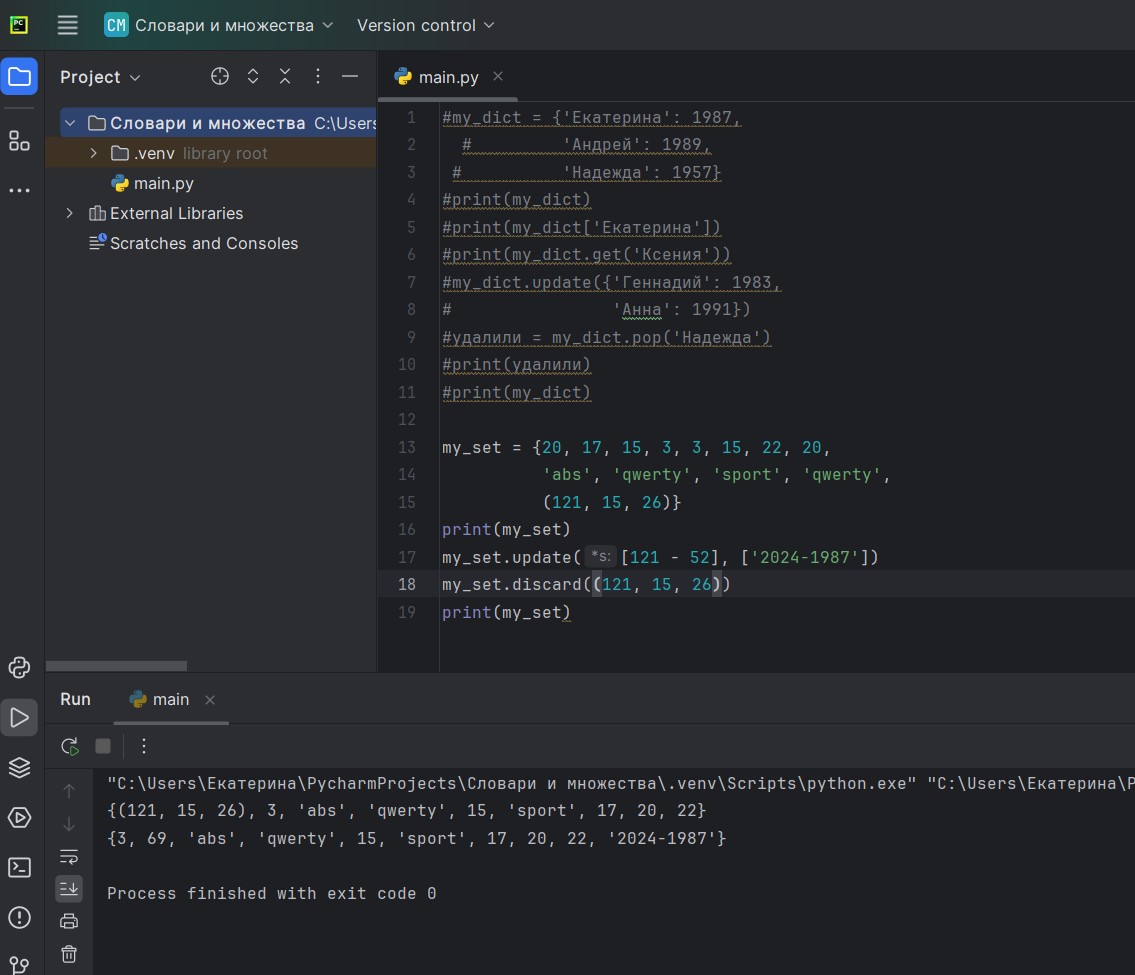 PC
CM Словари и множества Version control
Project
main.py
Словари и множества C:\Users
.venv library root
main.py
External Libraries
Scratches and Consoles
1 #my_dict = {'Екатерина': 1987,
2   #         'Андрей': 1989,
3  #          'Надежда': 1957}
4 #print(my_dict)
5 #print(my_dict['Екатерина'])
6 #print(my_dict.get('Ксения'))
7 #my_dict.update({'Геннадий': 1983,
8 #                'Анна': 1991})
9 #удалили = my_dict.pop('Надежда')
10 #print(удалили)
11 #print(my_dict)
12
13 my_set = {20, 17, 15, 3, 3, 15, 22, 20,
14           'abs', 'qwerty', 'sport', 'qwerty',
15           (121, 15, 26)}
16 print(my_set)
17 my_set.update( *s: [121 - 52], ['2024-1987'])
18 my_set.discard((121, 15, 26))
19 print(my_set)
Run main
"C:\Users\Екатерина\PycharmProjects\Словари и множества\.venv\Scripts\python.exe" "C:\Users\Екатерина\P
{(121, 15, 26), 3, 'abs', 'qwerty', 15, 'sport', 17, 20, 22}
{3, 69, 'abs', 'qwerty', 15, 'sport', 17, 20, 22, '2024-1987'}
Process finished with exit code 0